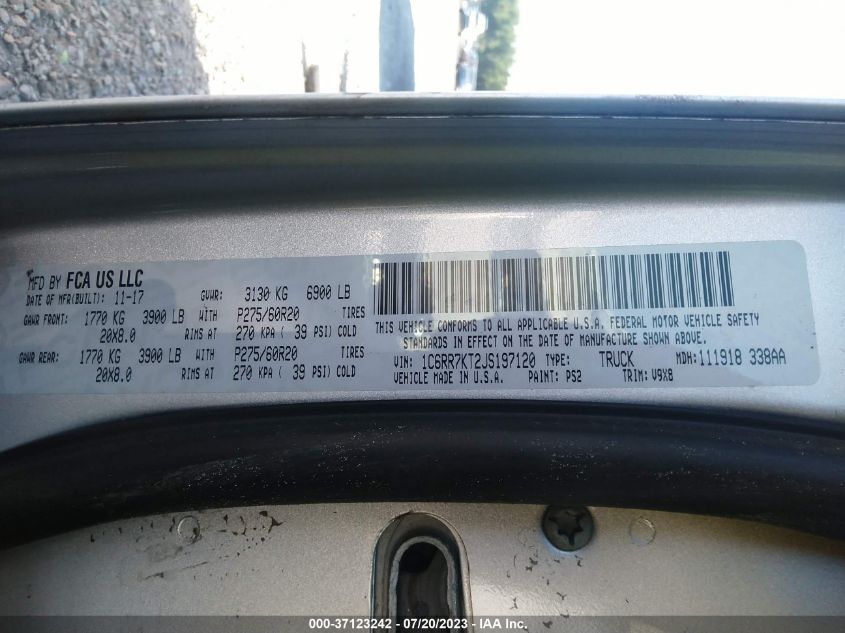 MFD BY FCA US LLC
DATE OF MFR(BUILT): 11-17 GVWR: 3130 KG 6900 LB
GAWR FRONT: 1770 KG 3900 LB WITH P275/60R20 TIRES
20X8.0 RIMS AT 270 KPA ( 39 PSI) COLD
GAWR REAR: 1770 KG 3900 LB WITH P275/60R20 TIRES
20X8.0 RIMS AT 270 KPA ( 39 PSI) COLD
THIS VEHICLE CONFORMS TO ALL APPLICABLE U.S.A. FEDERAL MOTOR VEHICLE SAFETY
STANDARDS IN EFFECT ON THE DATE OF MANUFACTURE SHOWN ABOVE.
VIN: 1C6RR7KT2JS197120 TYPE: TRUCK MDH: 111918 338AA
VEHICLE MADE IN U.S.A. PAINT: PS2 TRIM: V9X8
000-37123242 - 07/20/2023 - IAA Inc.